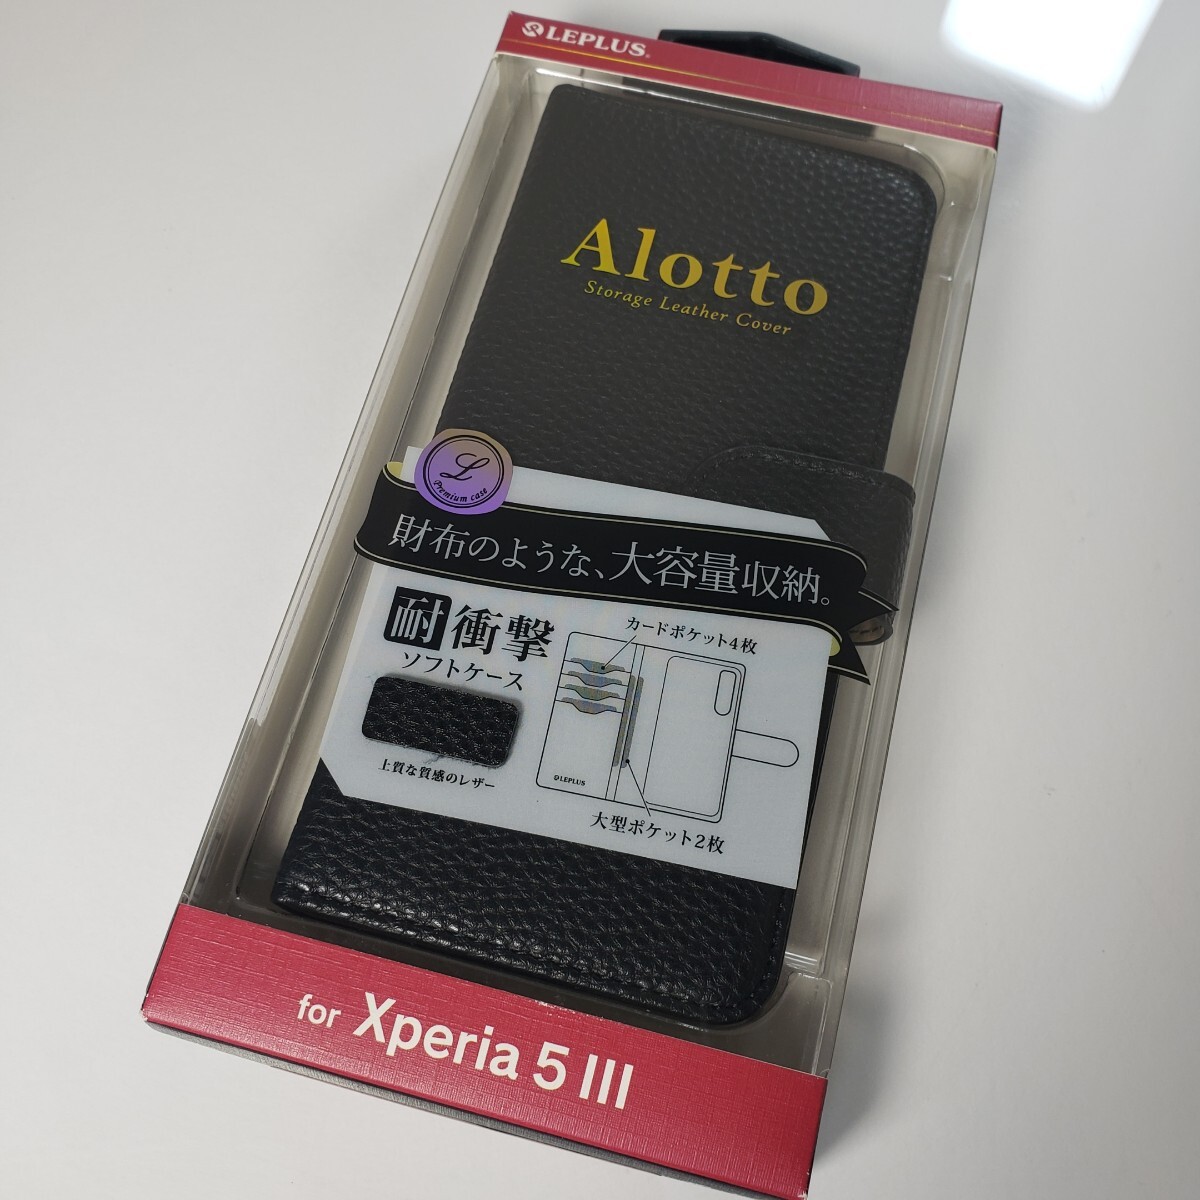 LEPLUS
Alotto
Storage Leather Cover
L
Premium case
財布のような、大容量収納。
耐衝撃
ソフトケース
カードポケット4枚
上質な質感のレザー
LEPLUS
大型ポケット2枚
for Xperia 5 III